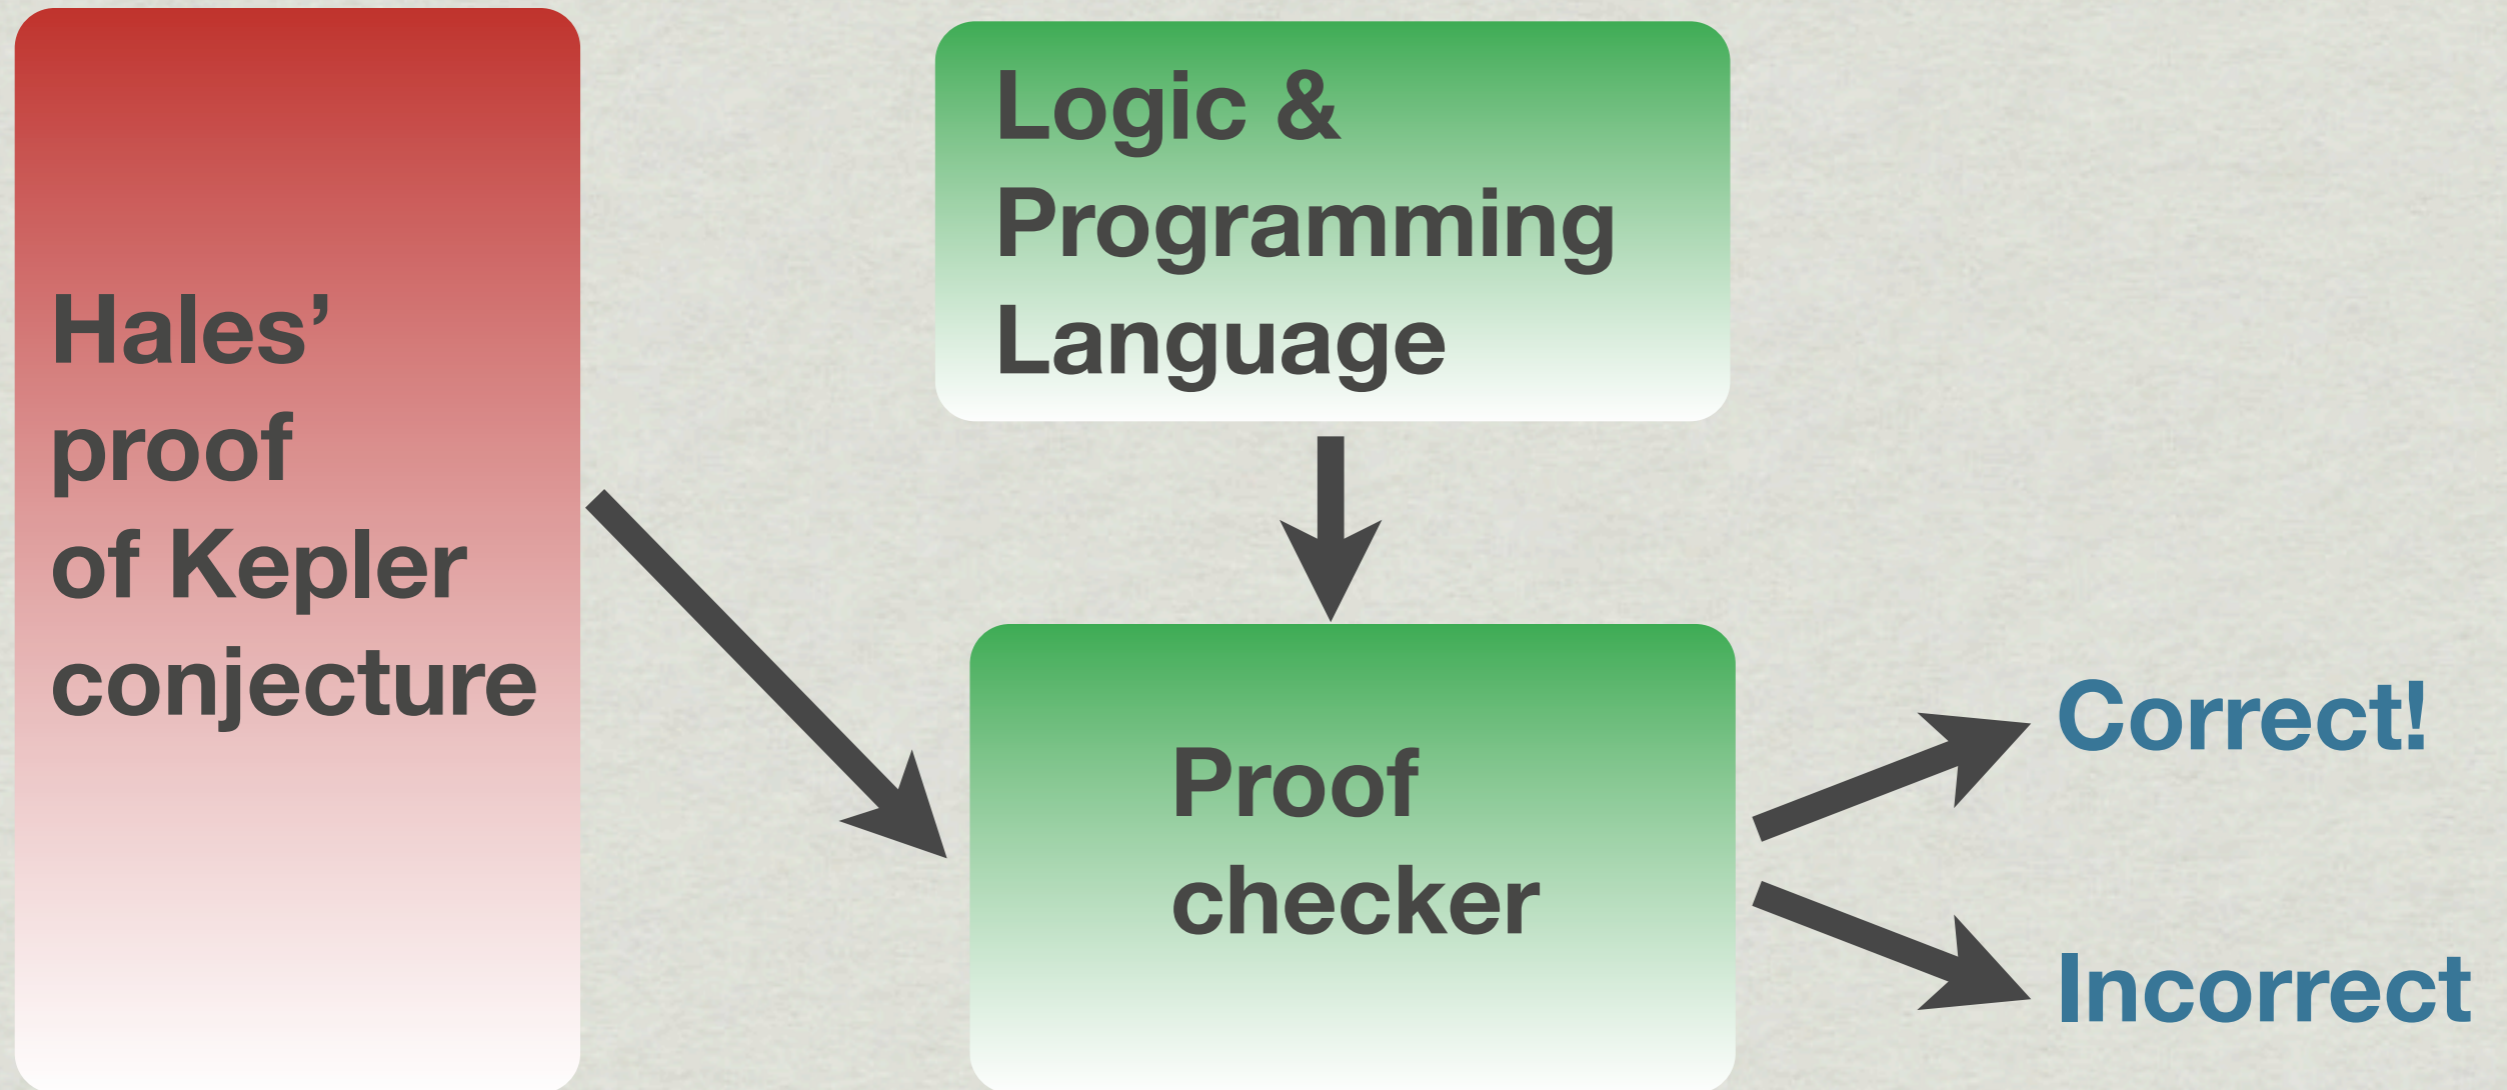 Hales’
proof
of Kepler
conjecture
Logic &
Programming
Language
Proof
checker
Correct!
Incorrect